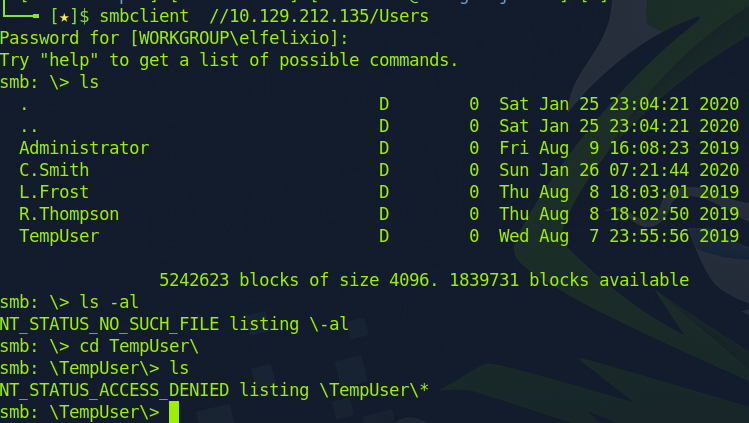 [★]$ smbclient  //10.129.212.135/Users
Password for [WORKGROUP\elfelixio]:
Try "help" to get a list of possible commands.
smb: \> ls
  .                                   D        0  Sat Jan 25 23:04:21 2020
  ..                                  D        0  Sat Jan 25 23:04:21 2020
  Administrator                       D        0  Fri Aug  9 16:08:23 2019
  C.Smith                             D        0  Sun Jan 26 07:21:44 2020
  L.Frost                             D        0  Thu Aug  8 18:03:01 2019
  R.Thompson                          D        0  Thu Aug  8 18:02:50 2019
  TempUser                            D        0  Wed Aug  7 23:55:56 2019
                5242623 blocks of size 4096. 1839731 blocks available
smb: \> ls -al
NT_STATUS_NO_SUCH_FILE listing \-al
smb: \> cd TempUser\
smb: \TempUser\> ls
NT_STATUS_ACCESS_DENIED listing \TempUser\*
smb: \TempUser\>